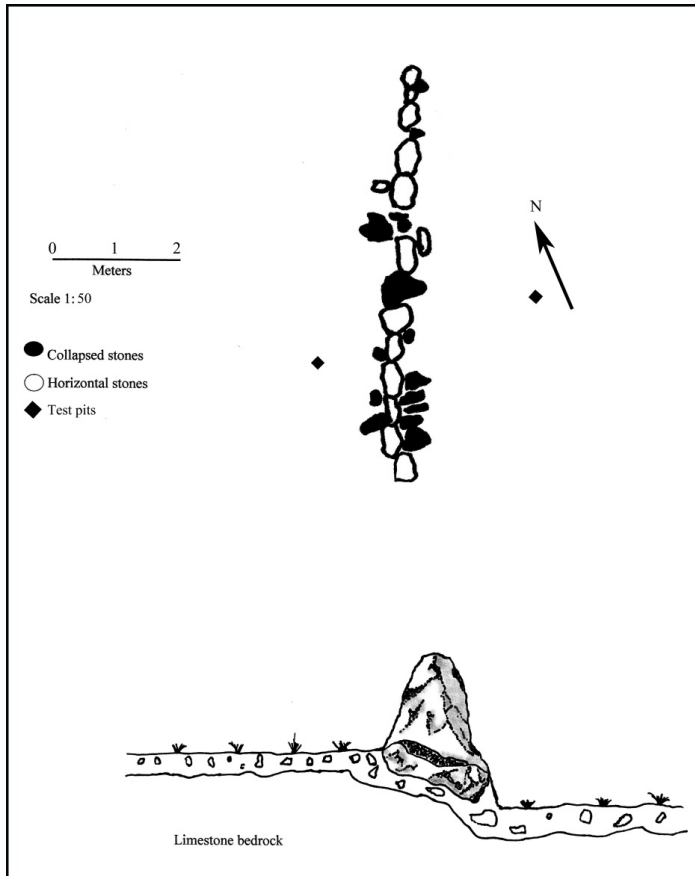 N
0 1 2
Meters
Scale 1:50
Collapsed stones
Horizontal stones
Test pits
Limestone bedrock